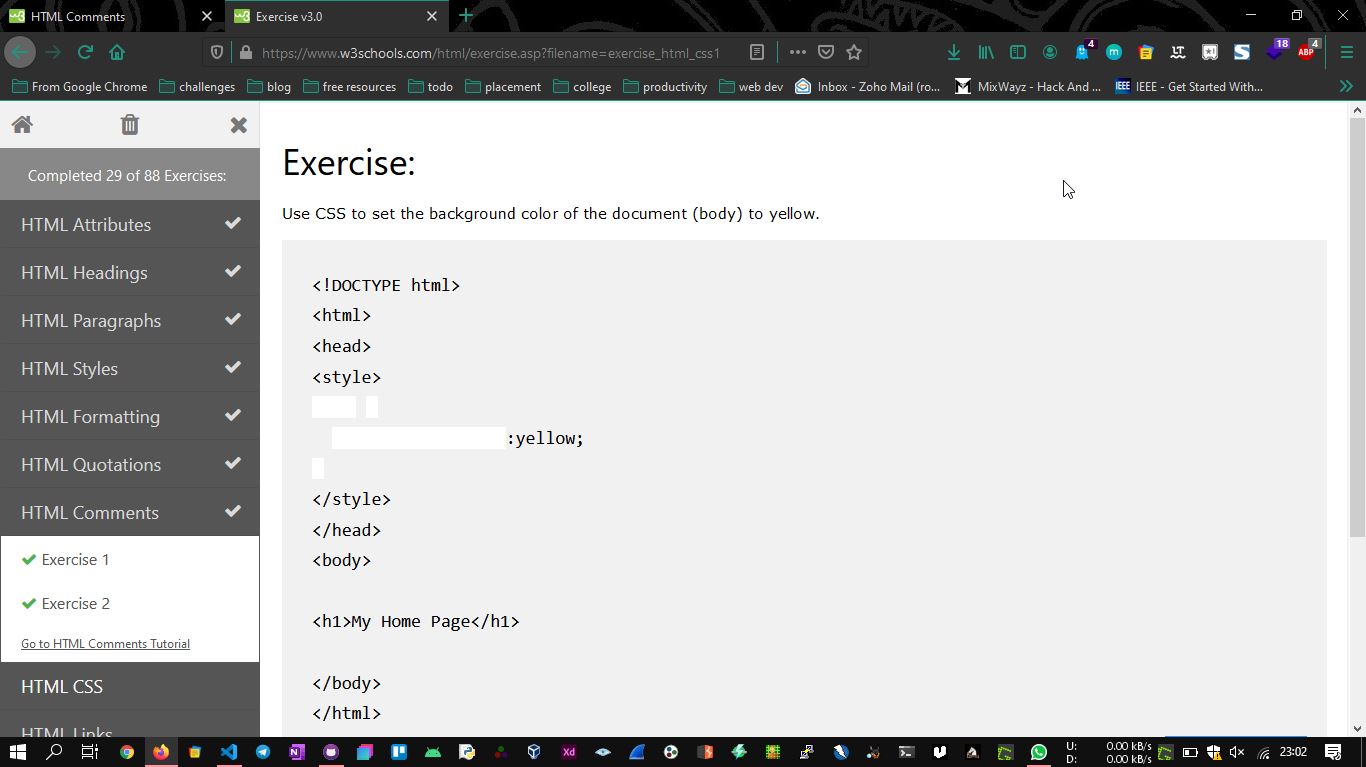 HTML Comments
Exercise v3.0
https://www.w3schools.com/html/exercise.asp?filename=exercise_html_css1
4
18
4
ABP
From Google Chrome
challenges
blog
free resources
todo
placement
college
productivity
web dev
Inbox - Zoho Mail (ro...
MixWayz - Hack And ...
IEEE - Get Started With...
Completed 29 of 88 Exercises:
HTML Attributes
HTML Headings
HTML Paragraphs
HTML Styles
HTML Formatting
HTML Quotations
HTML Comments
Exercise 1
Exercise 2
Go to HTML Comments Tutorial
HTML CSS
HTML Links
Exercise:
Use CSS to set the background color of the document (body) to yellow.
<!DOCTYPE html>
<html>
<head>
<style>
:yellow;
</style>
</head>
<body>
<h1>My Home Page</h1>
</body>
</html>
Xd
U: 0.00 kB/s
D: 0.00 kB/s
23:02